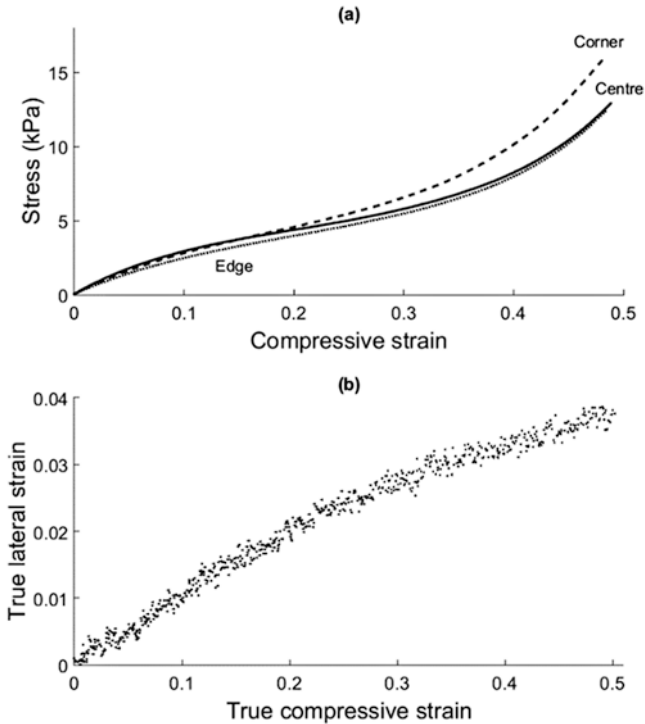 (a)
Corner
15
Centre
Stress (kPa)
10
5
Edge
0
0 0.1 0.2 0.3 0.4 0.5
Compressive strain
(b)
0.04
0.03
True lateral strain
0.02
0.01
0
0 0.1 0.2 0.3 0.4 0.5
True compressive strain